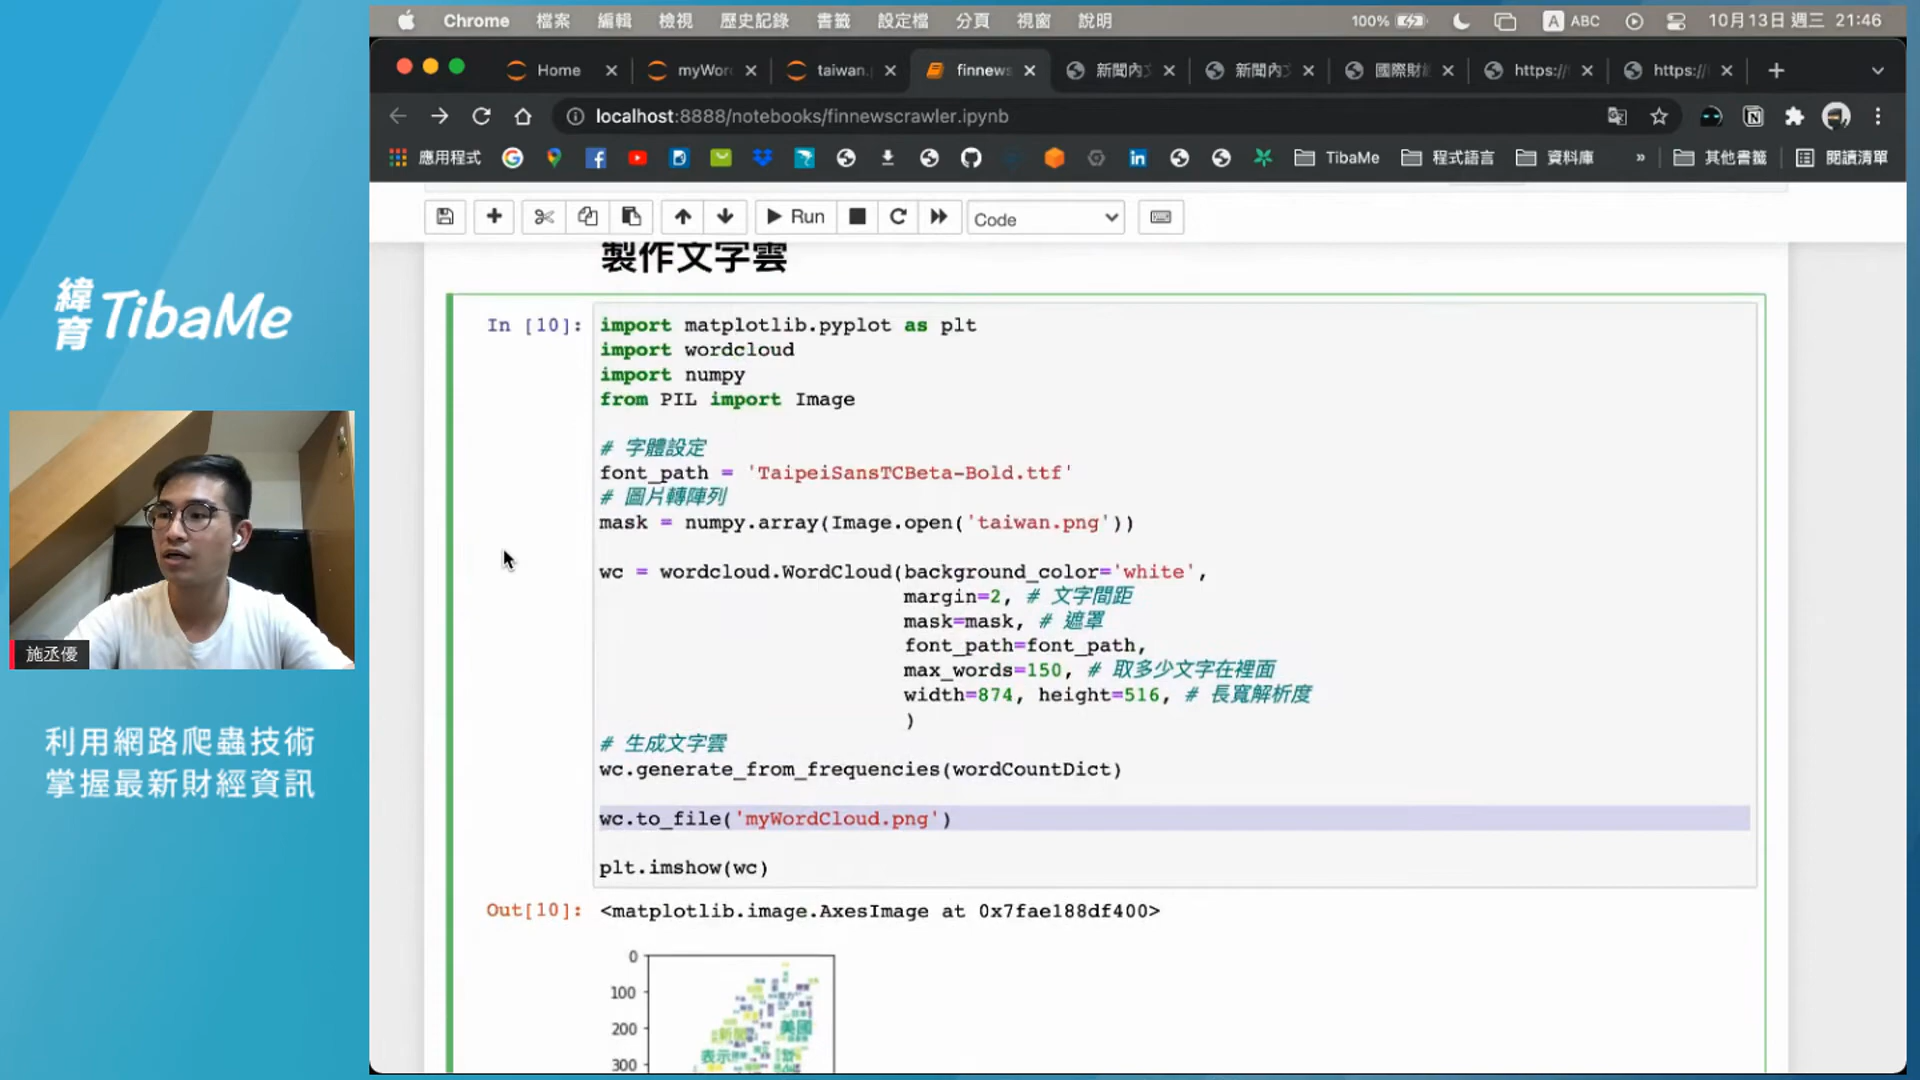 Chrome 檔案 編輯 檢視 歷史記錄 書籤 設定檔 分頁 視窗 說明 100% A ABC 10月13日 週三 21:46
Home myWor taiwan. finnews 新聞內文 新聞內文 國際財 https:// https://
localhost:8888/notebooks/finnewscrawler.ipynb
應用程式 TibaMe 程式語言 資料庫 » 其他書籤 閱讀清單
Run Code
製作文字雲
In [10]:
import matplotlib.pyplot as plt
import wordcloud
import numpy
from PIL import Image
# 字體設定
font_path = 'TaipeiSansTCBeta-Bold.ttf'
# 圖片轉陣列
mask = numpy.array(Image.open('taiwan.png'))
wc = wordcloud.WordCloud(background_color='white',
margin=2, # 文字間距
mask=mask, # 遮罩
font_path=font_path,
max_words=150, # 取多少文字在裡面
width=874, height=516, # 長寬解析度
)
# 生成文字雲
wc.generate_from_frequencies(wordCountDict)
wc.to_file('myWordCloud.png')
plt.imshow(wc)
Out[10]: <matplotlib.image.AxesImage at 0x7fae188df400>
0
100
200
300
美國
表示
緯育 TibaMe
施丞優
利用網路爬蟲技術
掌握最新財經資訊